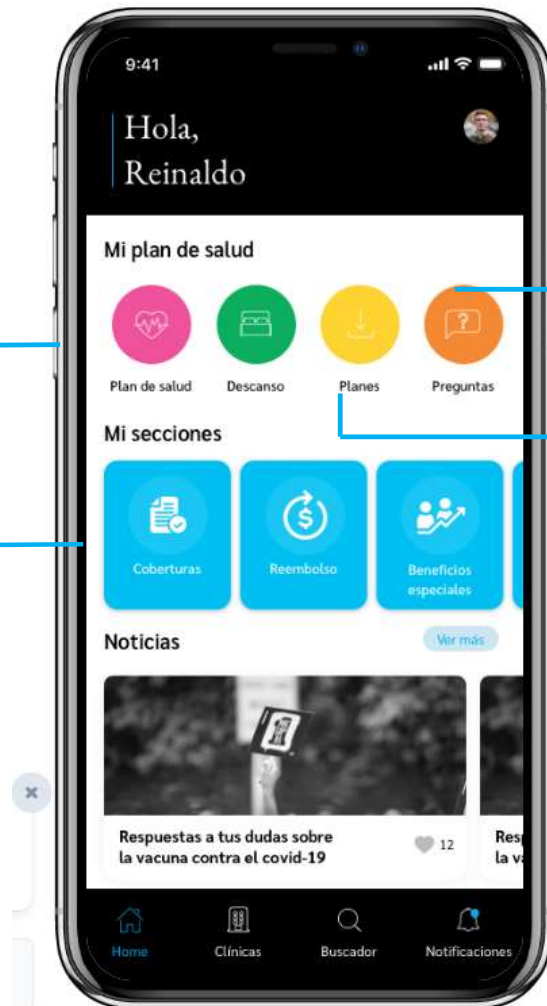 9:41
Hola,
Reinaldo
Mi plan de salud
Plan de salud
Descanso
Planes
Preguntas
Mi secciones
Coberturas
Reembolso
Beneficios
especiales
Noticias
Ver más
Respuestas a tus dudas sobre
la vacuna contra el covid-19
12
la
Home
Clínicas
Buscador
Notificaciones